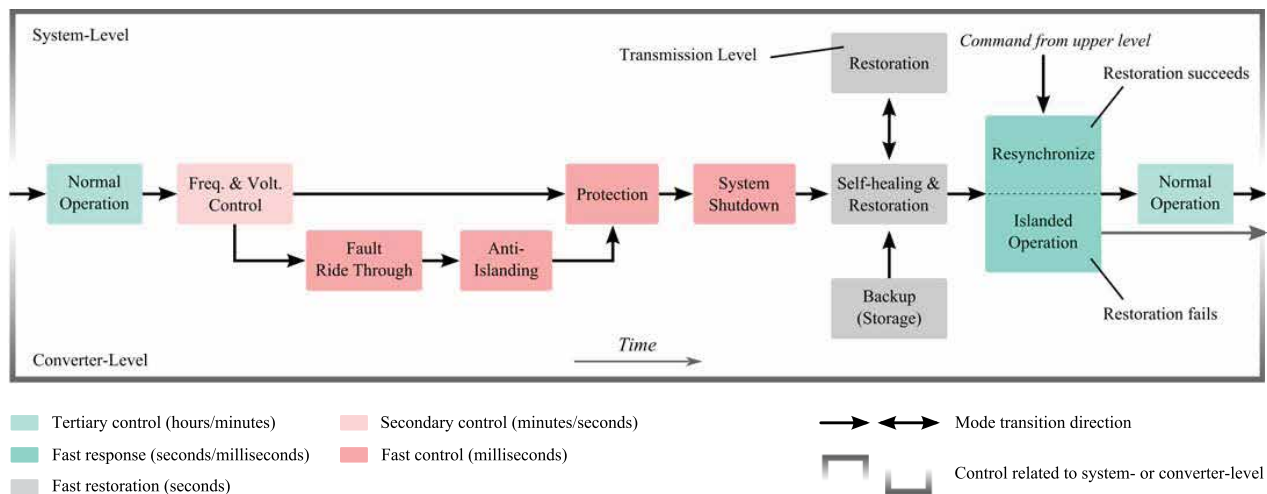 System-Level
Transmission Level
Restoration
Command from upper level
Restoration succeeds
Normal
Operation
Freq. & Volt.
Control
Fault
Ride Through
Anti-
Islanding
Protection
System
Shutdown
Self-healing &
Restoration
Backup
(Storage)
Resynchronize
Islanded
Operation
Normal
Operation
Restoration fails
Converter-Level
Time
Tertiary control (hours/minutes)
Fast response (seconds/milliseconds)
Fast restoration (seconds)
Secondary control (minutes/seconds)
Fast control (milliseconds)
Mode transition direction
Control related to system- or converter-level